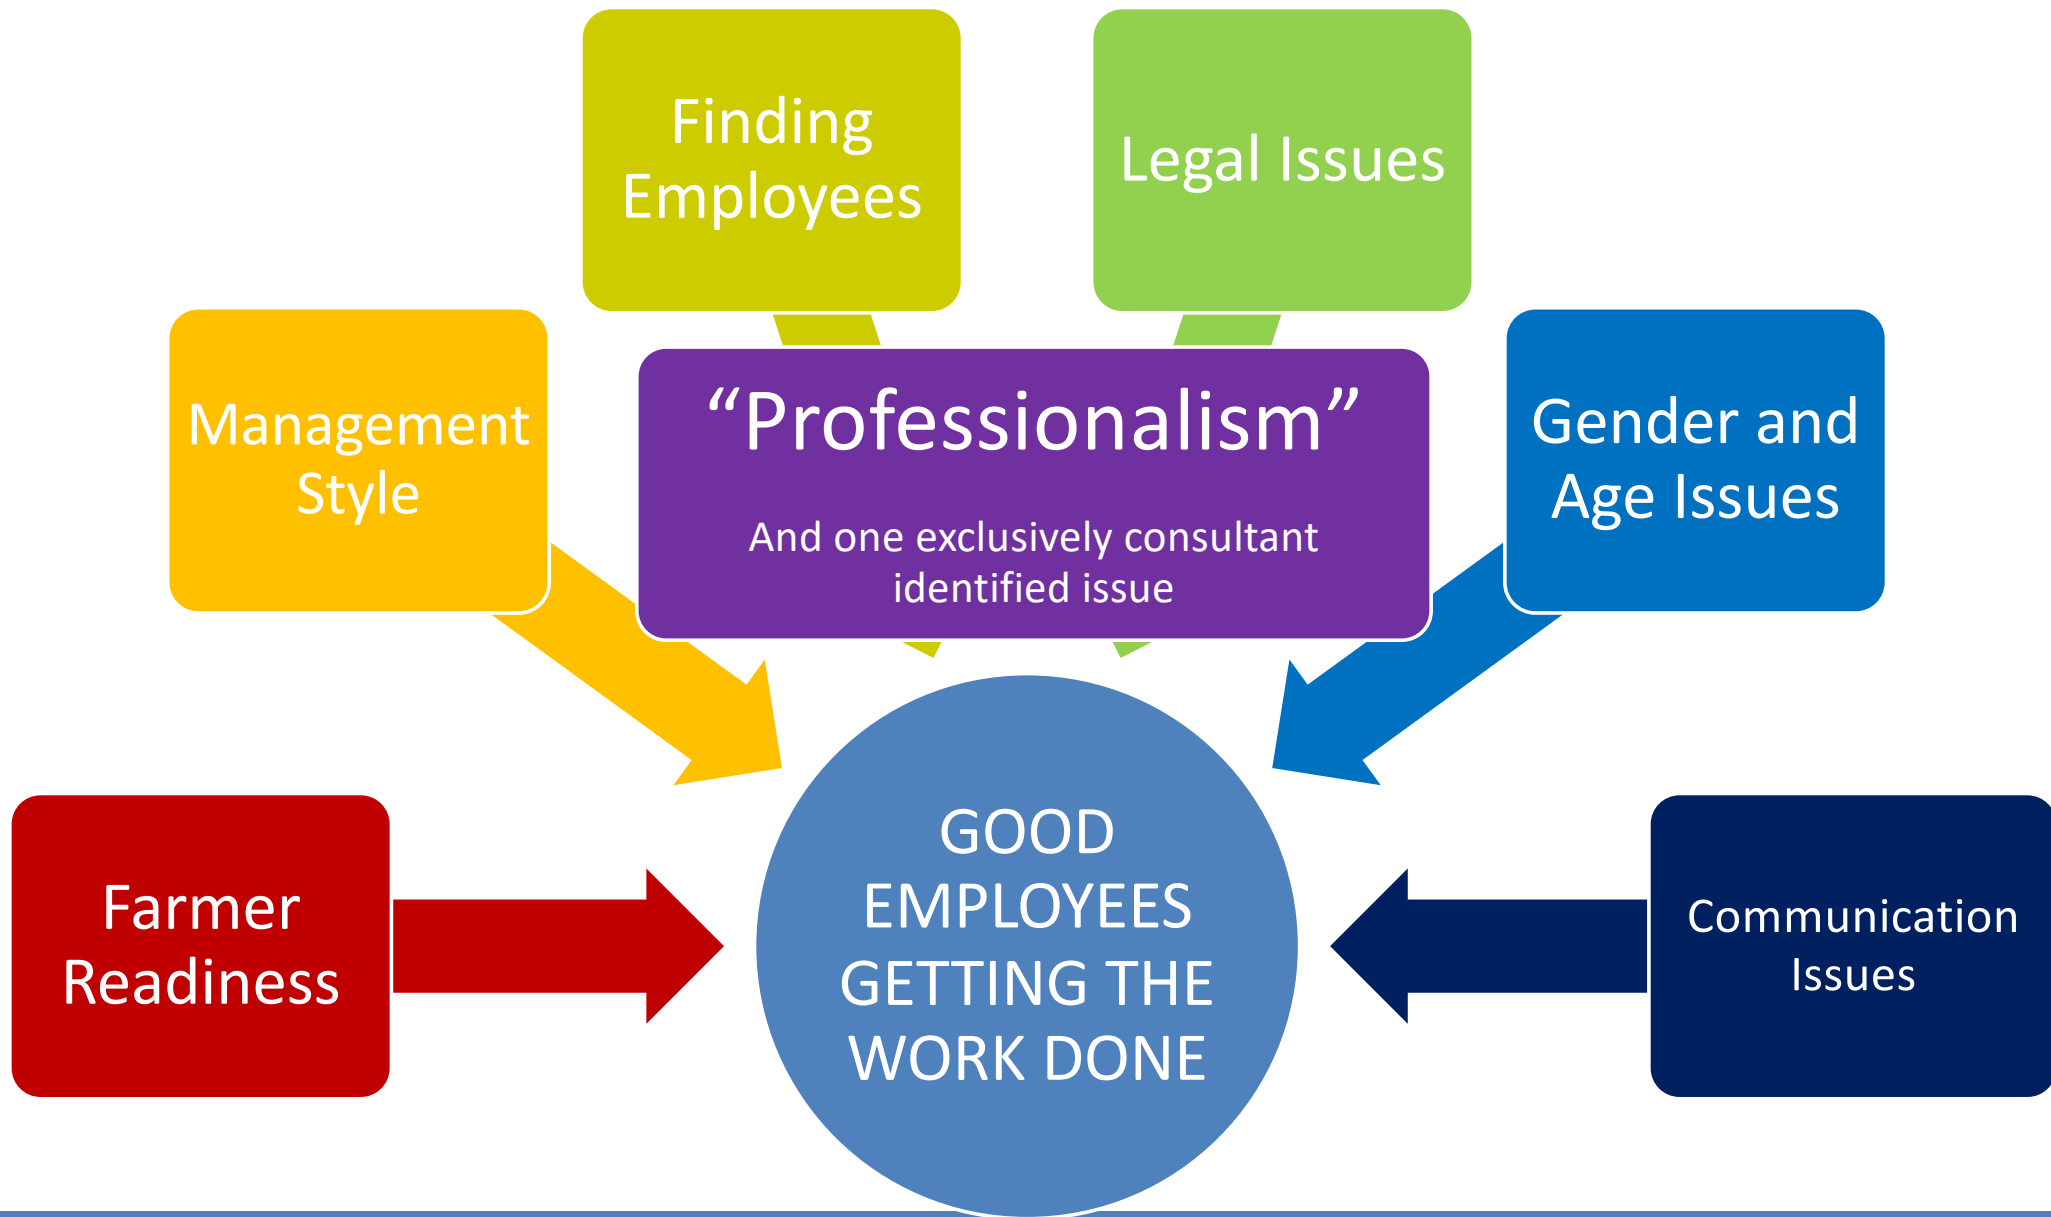 Finding
Employees
Legal Issues
Management
Style
“Professionalism”
And one exclusively consultant
identified issue
Gender and
Age Issues
Farmer
Readiness
GOOD
EMPLOYEES
GETTING THE
WORK DONE
Communication
Issues